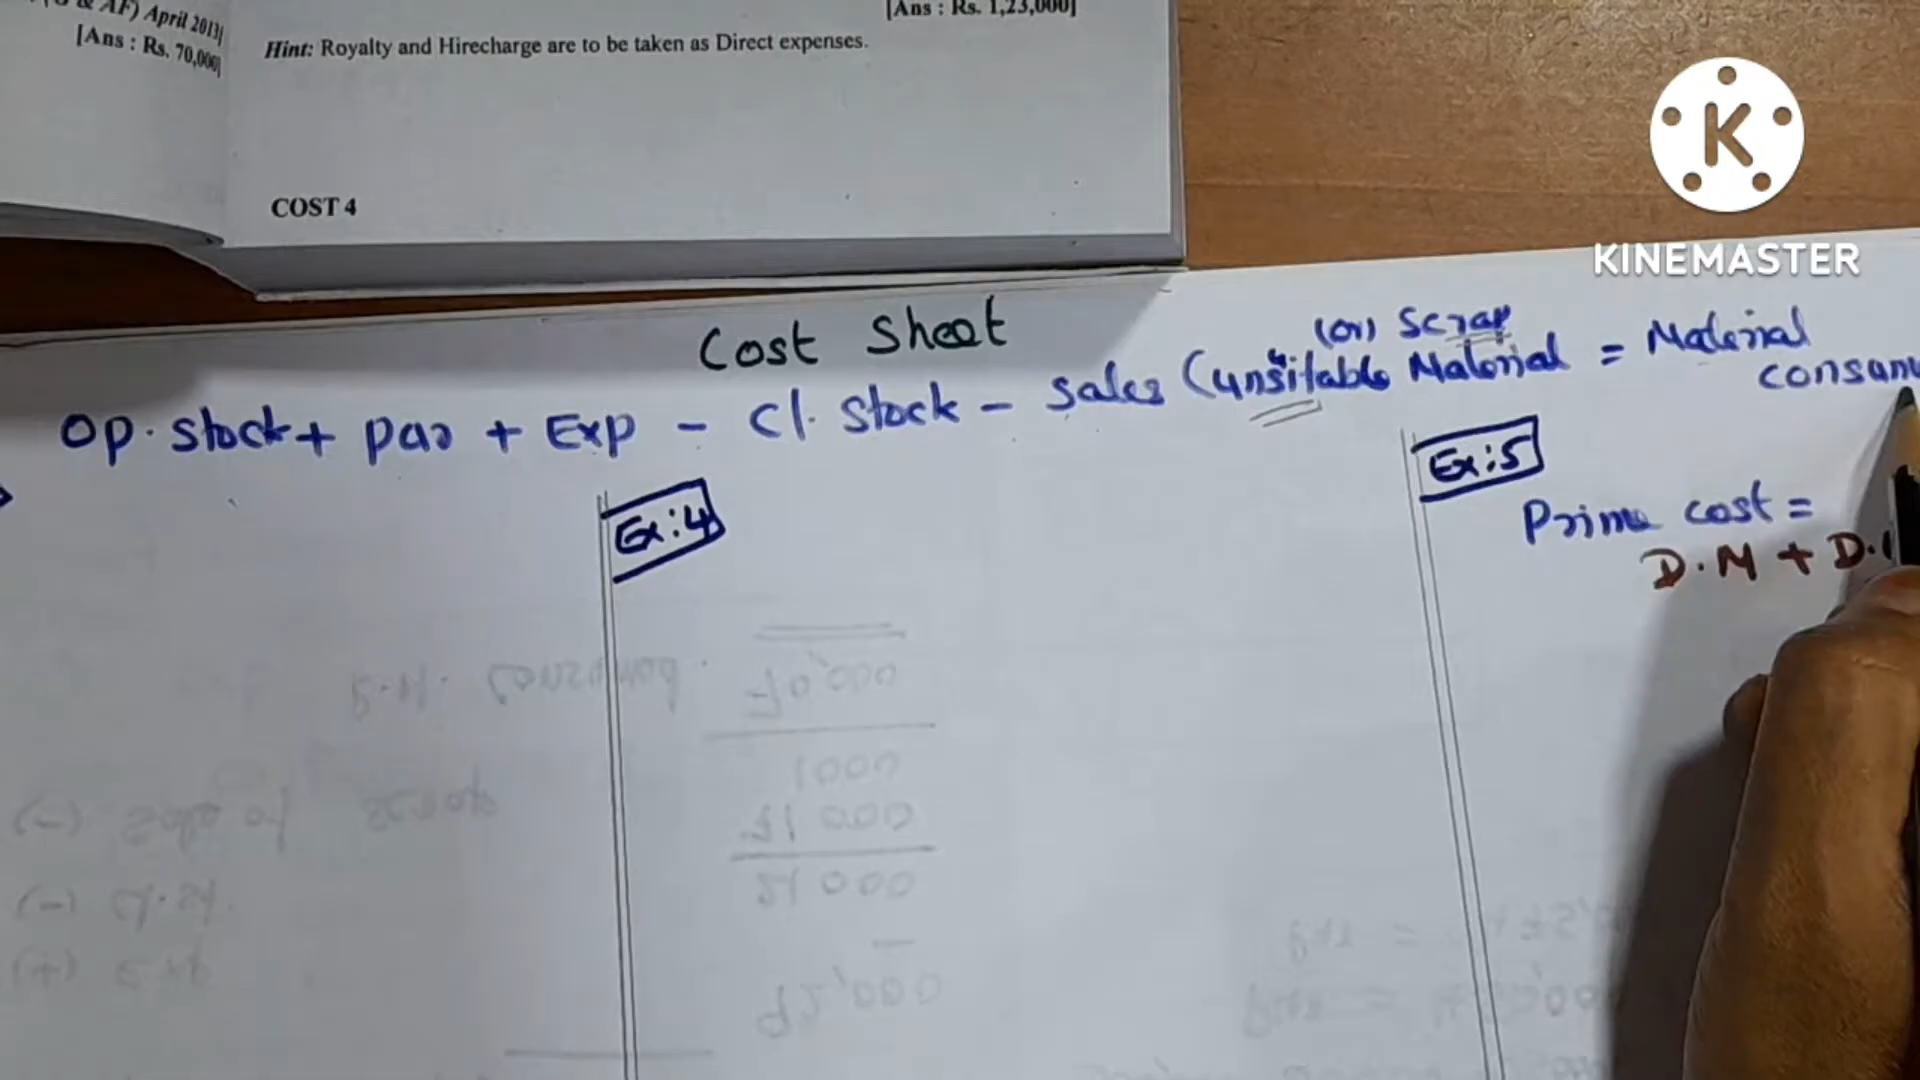 & AF) April 2013]
[Ans : Rs. 70,000]
[Ans : Rs. 1,23,000]
Hint: Royalty and Hirecharge are to be taken as Direct expenses.
COST 4
KINEMASTER
Cost Sheet
(or) Scrap
Op. Stock + pur + Exp - Cl. Stock - Sales (unsitable Material = Material
consum
Ex:4
Ex:5
Prime cost =
D.M + D.